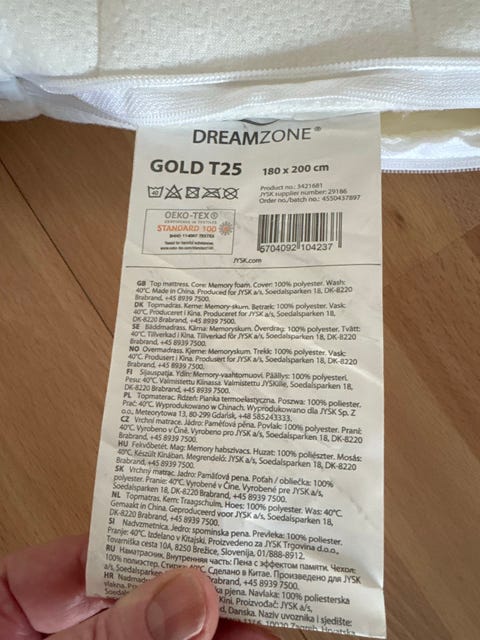 DREAMZONE®
GOLD T25
180 x 200 cm
Product no.: 3421681
JYSK supplier number: 29186
Order no./batch no.: 4550437897
OEKO-TEX®
STANDARD 100
Tested for harmful substances.
www.oeko-tex.com/standard100
5704092 104237
JYSK.com
GB Top mattress. Core: Memory foam. Cover: 100% polyester. Wash:
40°C. Made in China. Produced for JYSK a/s, Soedalsparken 18, DK-8220
Brabrand, +45 8939 7500.
DK Topmadras. Kerne: Memory-skum. Betræk: 100% polyester. Vask:
40°C. Produceret i Kina. Produceret for JYSK a/s, Soedalsparken 18,
DK-8220 Brabrand, +45 8939 7500.
SE Bäddmadrass. Kärna: Memoryskum. Överdrag: 100% polyester. Tvätt:
40°C. Tillverkad i Kina. Tillverkad för JYSK a/s, Soedalsparken 18, DK-8220
Brabrand, +45 8939 7500.
NO Overmadrass. Kjerne: Memoryskum. Trekk: 100% polyester. Vask:
40°C. Produsert i Kina. Produsert for JYSK a/s, Soedalsparken 18, DK-8220
Brabrand, +45 8939 7500.
FI Sijauspatja. Ydin: Memory-vaahtomuovi. Päällys: 100% polyesteri.
Pesu: 40°C. Valmistettu Kiinassa. Valmistettu JYSKille, Soedalsparken 18,
DK-8220 Brabrand, +45 8939 7500.
PL Topmaterac. Rdzeń: Pianka termoelastyczna. Poszwa: 100% poliester.
Prać: 40°C. Wyprodukowano w Chinach. Wyprodukowano dla JYSK Sp. Z
o.o., Meteorytowa 13, 80-299 Gdańsk, +48 585243333.
CZ Vrchní matrace. Jádro: Paměťová pěna. Povlak: 100% polyester. Praní:
40°C. Vyrobeno v Číně. Vyrobeno pro JYSK a/s, Soedalsparken 18, DK-8220
Brabrand, +45 8939 7500.
HU Fekvőbetét. Mag: Memory habszivacs. Huzat: 100% poliészter. Mosás:
40°C. Készült Kínában. Megrendelő: JYSK a/s, Soedalsparken 18, DK-8220
Brabrand, +45 8939 7500.
SK Vrchný matrac. Jadro: Pamäťová pena. Poťah / obliečka: 100%
polyester. Pranie: 40°C. Vyrobené v Číne. Vyrobené pre JYSK a/s,
Soedalsparken 18, DK-8220 Brabrand, +45 8939 7500.
NL Topmatras. Kern: Traagschuim. Hoes: 100% polyester. Was: 40°C.
Gemaakt in China. Geproduceerd voor JYSK a/s, Soedalsparken 18,
DK-8220 Brabrand, +45 8939 7500.
SI Nadvzmetnica. Jedro: spominska pena. Prevleka: 100% poliester.
Pranje: 40°C. Izdelano v Kitajski. Proizvedeno za JYSK Trgovina d.o.o.,
Tovarniška cesta 10A, 8250 Brežice, Slovenija, 01/888-8912.
RU Наматрасник. Внутренняя часть: Пена с эффектом памяти. Чехол:
100% полиэстер. Стирка: 40°C. Сделано в Китае. Произведено для JYSK
a/s, Soedalsparken 18, DK-8220 Brabrand, +45 8939 7500.
HR Nadmad pjena. Navlaka: 100% poliesterska
vlakna. Kini. Proizvođač: JYSK a/s,
Soedalsparken Danska. Naziv uvoznika i sjedište:
10020 Zagreb, Hrvatska